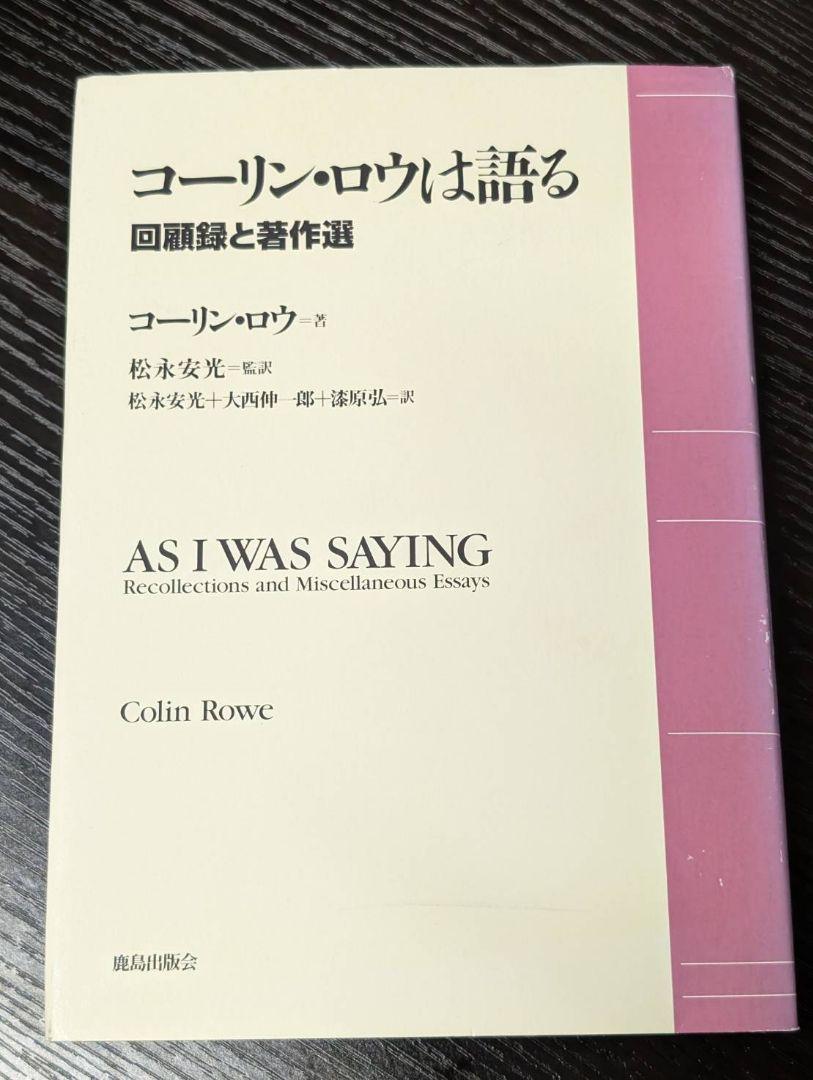 コーリン・ロウは語る
回顧録と著作選
コーリン・ロウ=著
松永安光=監訳
松永安光+大西伸一郎+漆原弘=訳
AS I WAS SAYING
Recollections and Miscellaneous Essays
Colin Rowe
鹿島出版会